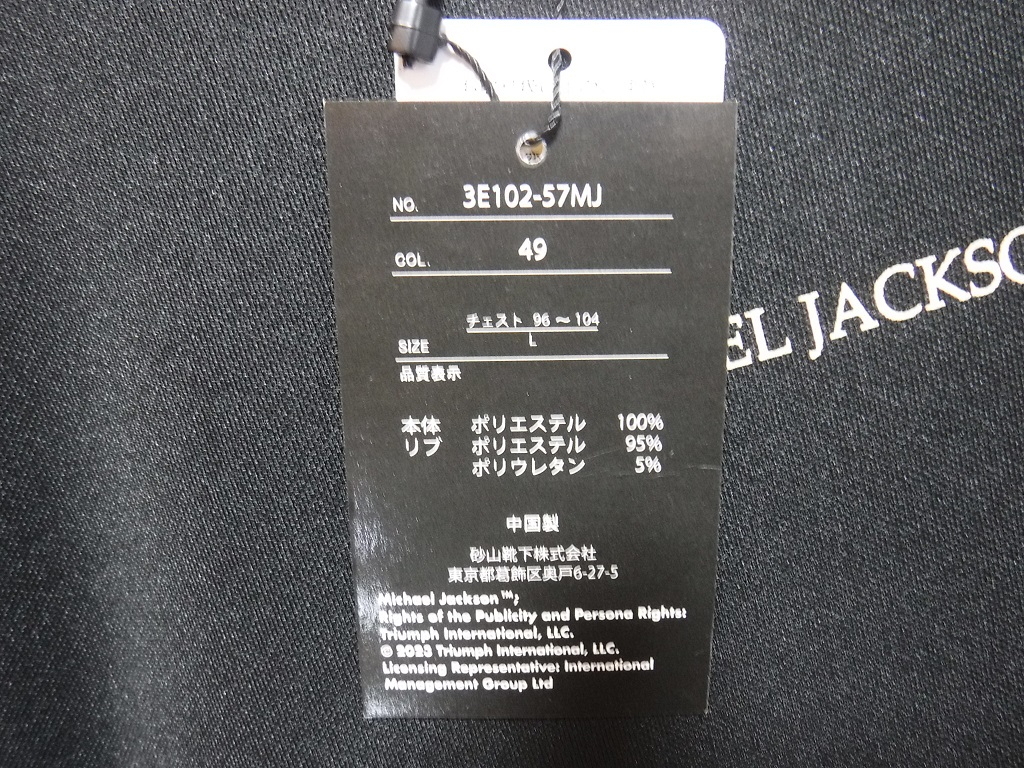 NO. 3E102-57MJ
COL. 49
チェスト 96 ～ 104
L
SIZE
品質表示
本体 ポリエステル 100%
リブ ポリエステル 95%
ポリウレタン 5%
中国製
砂山靴下株式会社
東京都葛飾区奥戸6-27-5
Michael Jackson™;
Rights of the Publicity and Persona Rights:
Triumph International, LLC.
© 2023 Triumph International, LLC.
Licensing Representative: International
Management Group Ltd
EL JACKSO